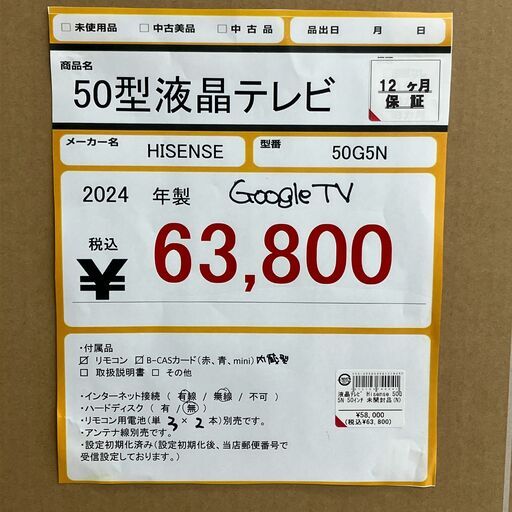 □ 未使用品 □ 中古美品 □ 中古品 品出日 月 日
商品名
50型液晶テレビ
12ヶ月
保証
メーカー名 HISENSE 型番 50G5N
2024 年製 GoogleTV
税込
¥ 63,800
・付属品
☑ リモコン ☑ B-CASカード(赤、青、mini)内蔵型
□ 取扱説明書 □ その他
・インターネット接続 ( 有線 / 無線 / 不可 )
・ハードディスク ( 有 / 無 )
・リモコン用電池(単 3 × 2 本)別売です。
・アンテナ線別売です。
・設定初期化済み(設定初期化後、当店郵便番号で
受信設定しております。)
液晶テレビ Hisense 50G
5N 50インチ 未開封品(N)
¥58,000
(税込¥63,800)